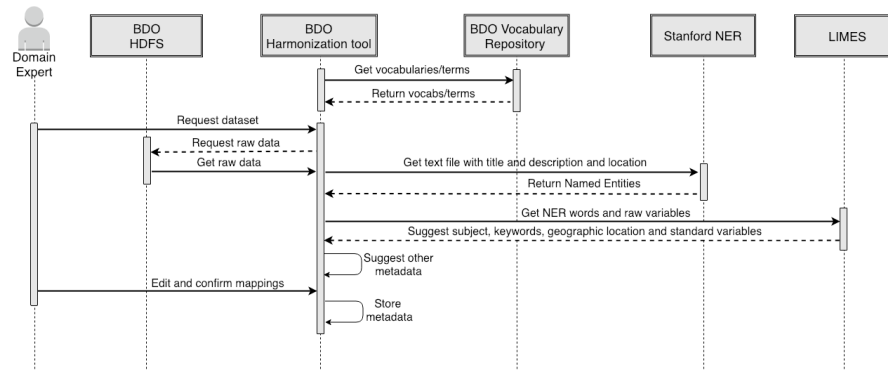 Domain
Expert
BDO
HDFS
BDO
Harmonization tool
BDO Vocabulary
Repository
Stanford NER
LIMES
Get vocabularies/terms
Return vocabs/terms
Request dataset
Request raw data
Get raw data
Get text file with title and description and location
Return Named Entities
Get NER words and raw variables
Suggest subject, keywords, geographic location and standard variables
Suggest other
metadata
Edit and confirm mappings
Store
metadata